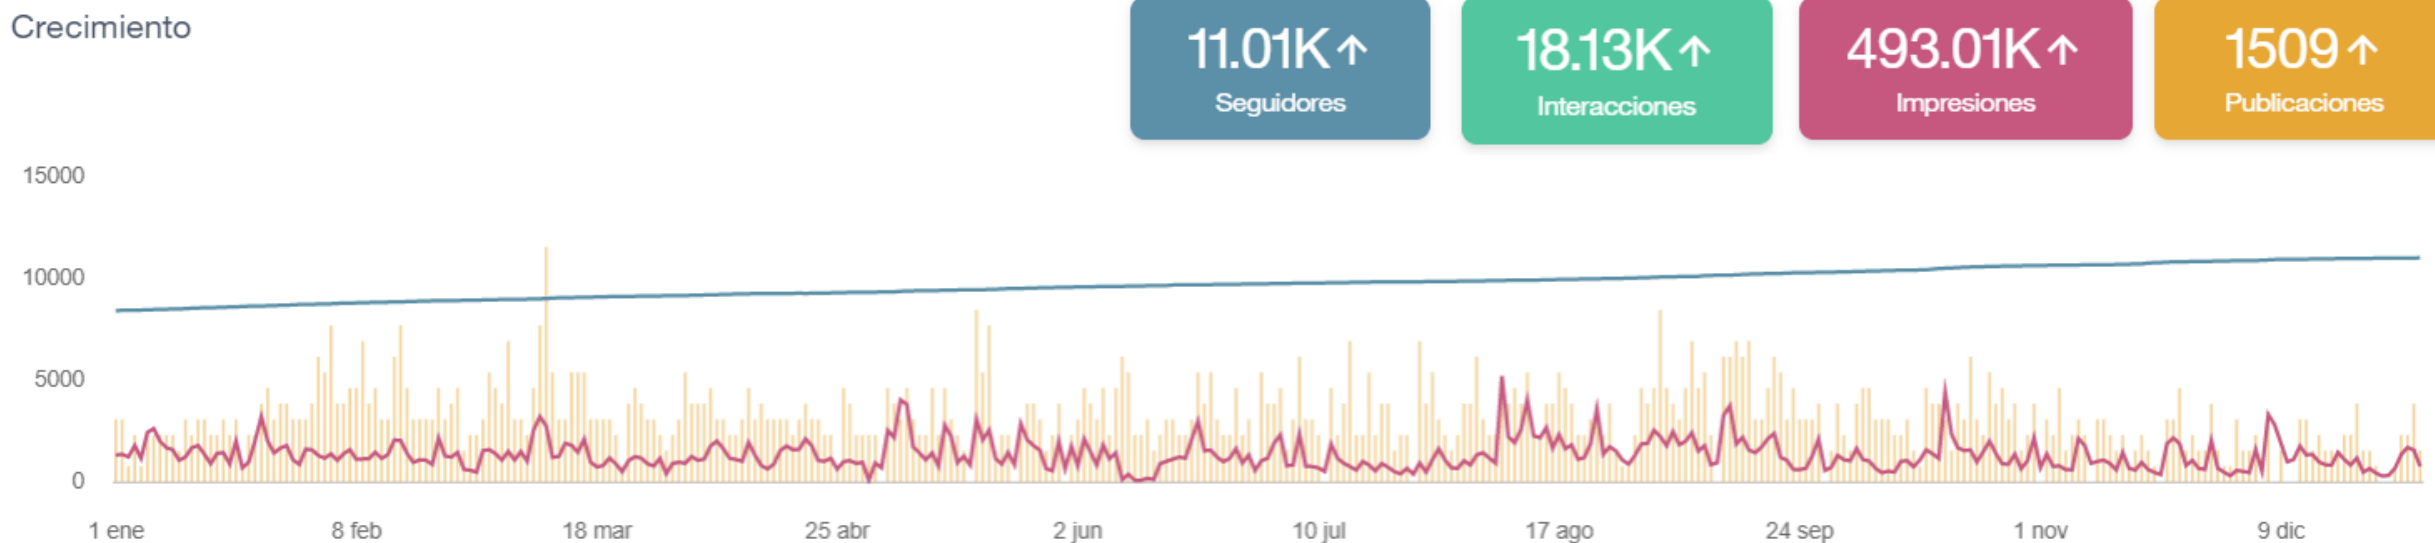 Crecimiento
11.01K↑
Seguidores
18.13K↑
Interacciones
493.01K↑
Impresiones
1509↑
Publicaciones
15000
10000
5000
0
1 ene 8 feb 18 mar 25 abr 2 jun 10 jul 17 ago 24 sep 1 nov 9 dic